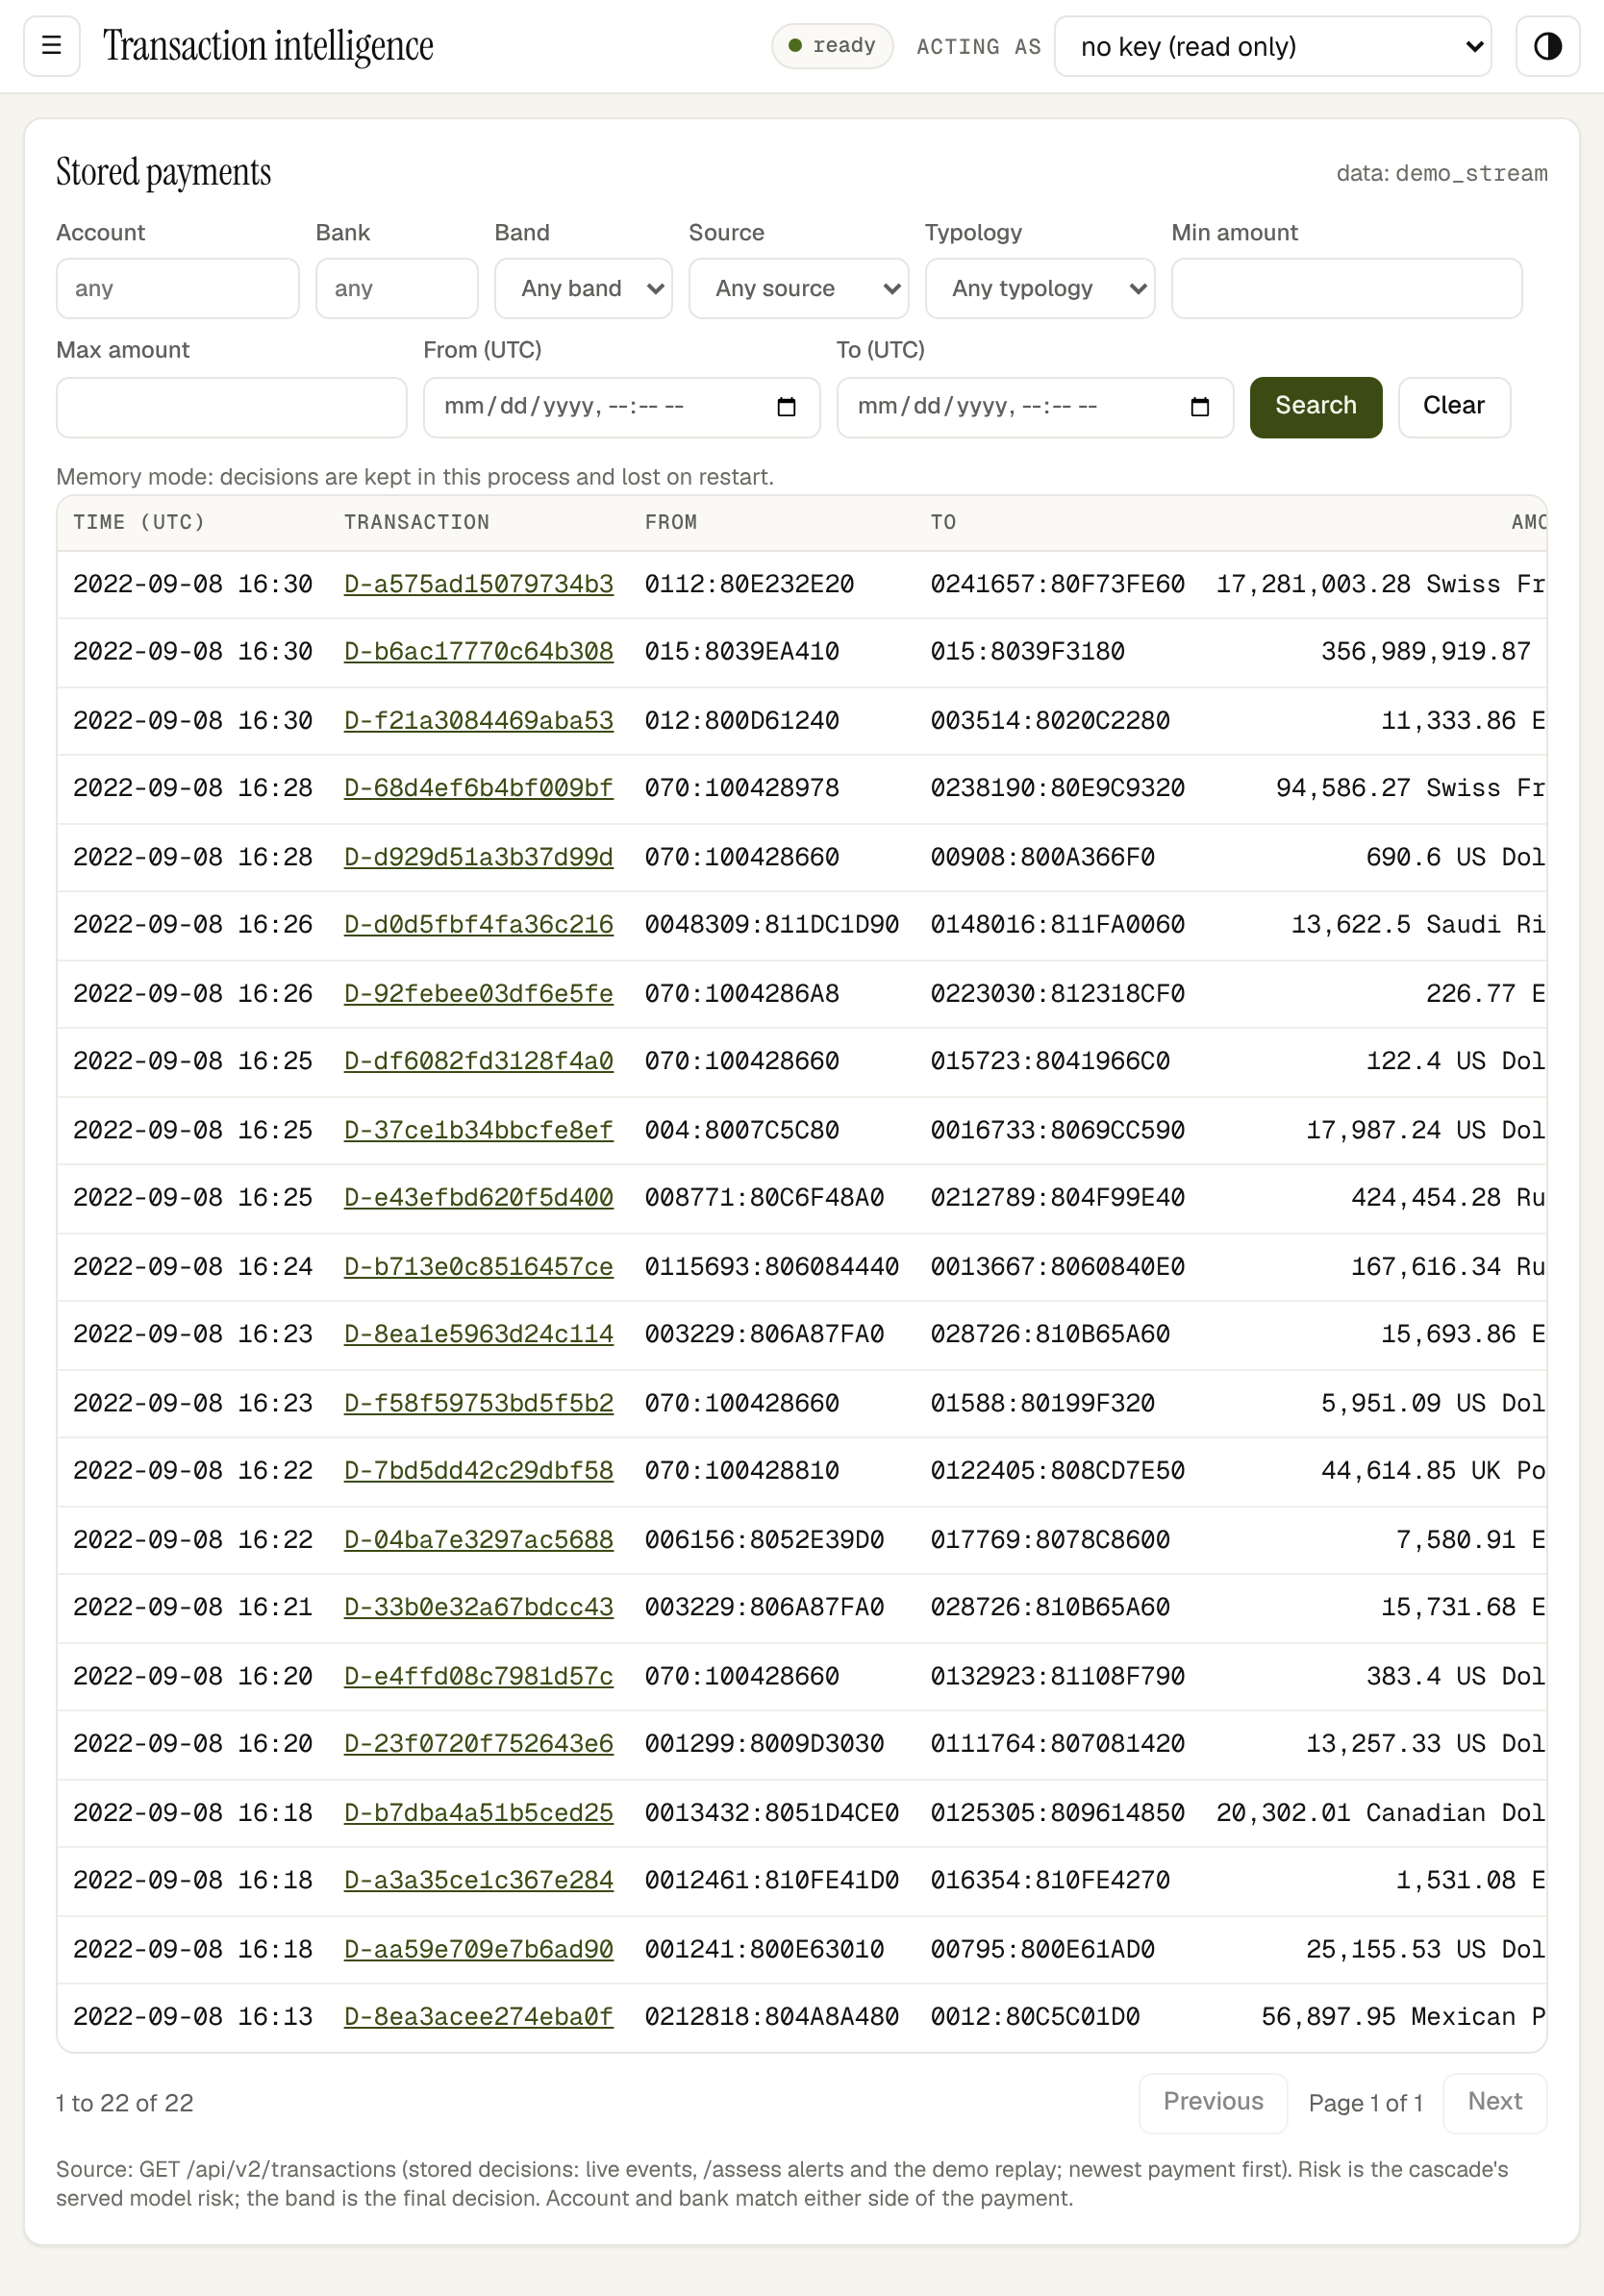 ☰ Transaction intelligence ready ACTING AS no key (read only)
Stored payments data: demo_stream
Account Bank Band Source Typology Min amount
any any Any band Any source Any typology
Max amount From (UTC) To (UTC)
mm/dd/yyyy, --:-- -- mm/dd/yyyy, --:-- -- Search Clear
Memory mode: decisions are kept in this process and lost on restart.
TIME (UTC) TRANSACTION FROM TO AMO
2022-09-08 16:30 D-a575ad15079734b3 0112:80E232E20 0241657:80F73FE60 17,281,003.28 Swiss Fr
2022-09-08 16:30 D-b6ac17770c64b308 015:8039EA410 015:8039F3180 356,989,919.87
2022-09-08 16:30 D-f21a3084469aba53 012:800D61240 003514:8020C2280 11,333.86 E
2022-09-08 16:28 D-68d4ef6b4bf009bf 070:100428978 0238190:80E9C9320 94,586.27 Swiss Fr
2022-09-08 16:28 D-d929d51a3b37d99d 070:100428660 00908:800A366F0 690.6 US Dol
2022-09-08 16:26 D-d0d5fbf4fa36c216 0048309:811DC1D90 0148016:811FA0060 13,622.5 Saudi Ri
2022-09-08 16:26 D-92febee03df6e5fe 070:1004286A8 0223030:812318CF0 226.77 E
2022-09-08 16:25 D-df6082fd3128f4a0 070:100428660 015723:8041966C0 122.4 US Dol
2022-09-08 16:25 D-37ce1b34bbcfe8ef 004:8007C5C80 0016733:8069CC590 17,987.24 US Dol
2022-09-08 16:25 D-e43efbd620f5d400 008771:80C6F48A0 0212789:804F99E40 424,454.28 Ru
2022-09-08 16:24 D-b713e0c8516457ce 0115693:806084440 0013667:8060840E0 167,616.34 Ru
2022-09-08 16:23 D-8ea1e5963d24c114 003229:806A87FA0 028726:810B65A60 15,693.86 E
2022-09-08 16:23 D-f58f59753bd5f5b2 070:100428660 01588:80199F320 5,951.09 US Dol
2022-09-08 16:22 D-7bd5dd42c29dbf58 070:100428810 0122405:808CD7E50 44,614.85 UK Po
2022-09-08 16:22 D-04ba7e3297ac5688 006156:8052E39D0 017769:8078C8600 7,580.91 E
2022-09-08 16:21 D-33b0e32a67bdcc43 003229:806A87FA0 028726:810B65A60 15,731.68 E
2022-09-08 16:20 D-e4ffd08c7981d57c 070:100428660 0132923:81108F790 383.4 US Dol
2022-09-08 16:20 D-23f0720f752643e6 001299:8009D3030 0111764:807081420 13,257.33 US Dol
2022-09-08 16:18 D-b7dba4a51b5ced25 0013432:8051D4CE0 0125305:809614850 20,302.01 Canadian Dol
2022-09-08 16:18 D-a3a35ce1c367e284 0012461:810FE41D0 016354:810FE4270 1,531.08 E
2022-09-08 16:18 D-aa59e709e7b6ad90 001241:800E63010 00795:800E61AD0 25,155.53 US Dol
2022-09-08 16:13 D-8ea3acee274eba0f 0212818:804A8A480 0012:80C5C01D0 56,897.95 Mexican P
1 to 22 of 22 Previous Page 1 of 1 Next
Source: GET /api/v2/transactions (stored decisions: live events, /assess alerts and the demo replay; newest payment first). Risk is the cascade's
served model risk; the band is the final decision. Account and bank match either side of the payment.